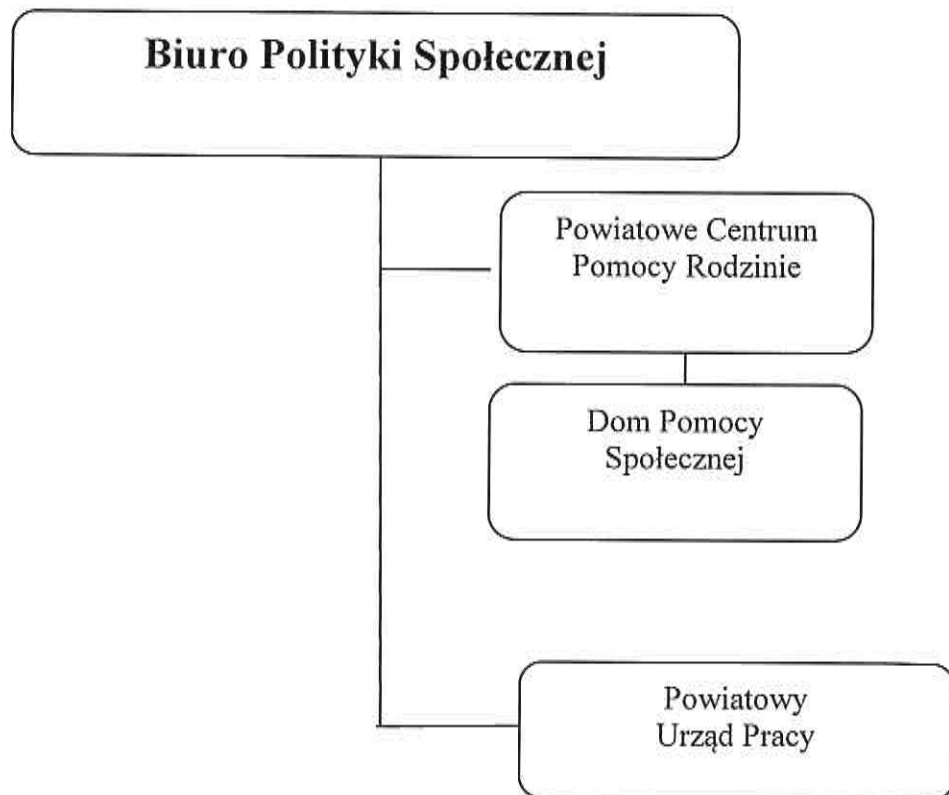 Biuro Polityki Społecznej
Powiatowe Centrum
Pomocy Rodzinie
Dom Pomocy
Społecznej
Powiatowy
Urząd Pracy